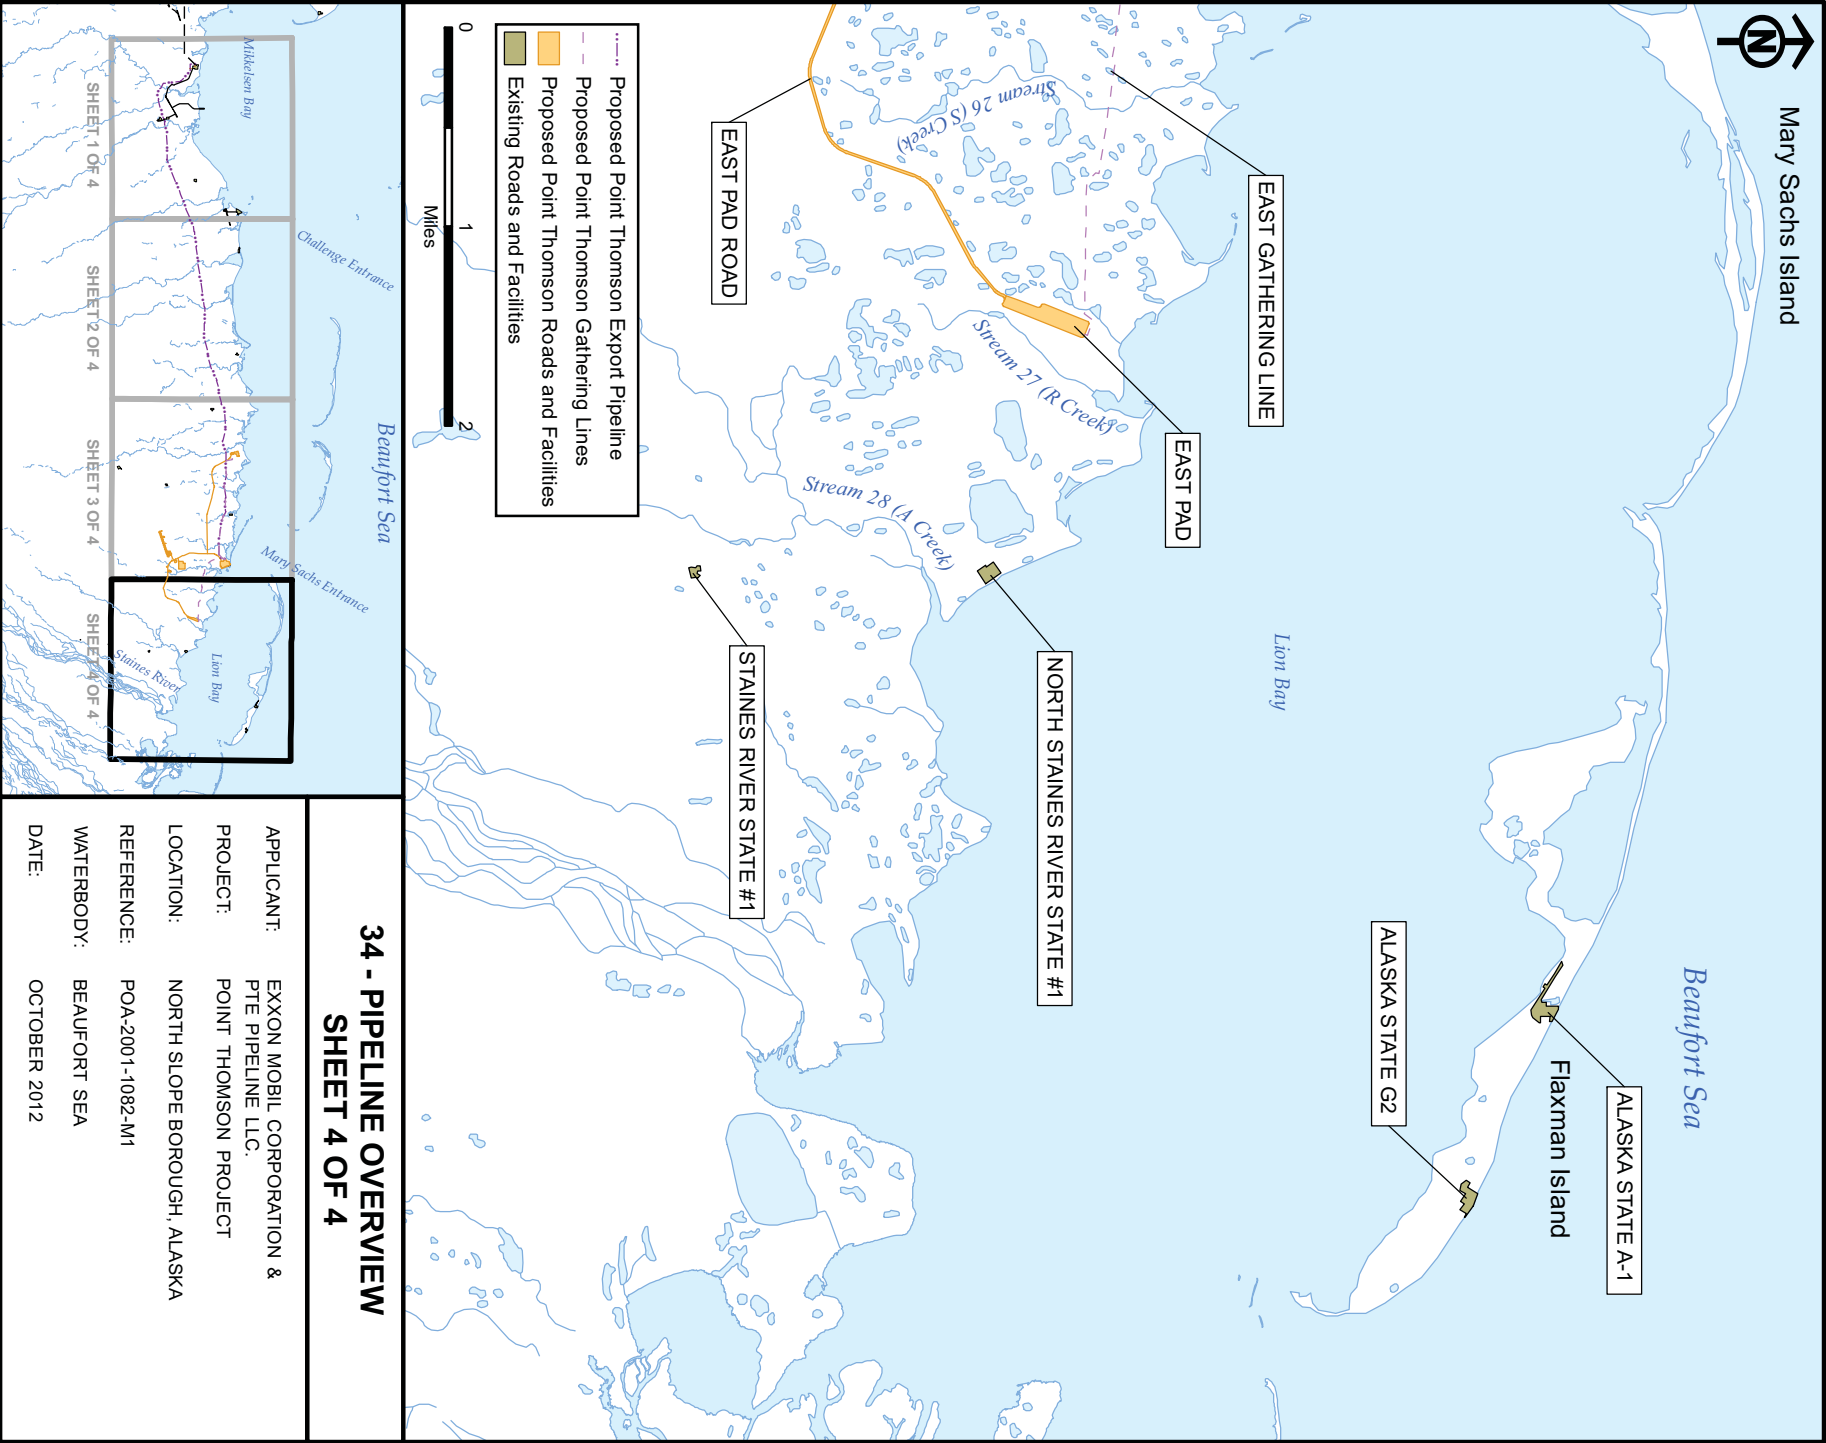 N
Mary Sachs Island
Beaufort Sea
ALASKA STATE A-1
Flaxman Island
ALASKA STATE G2
Lion Bay
EAST GATHERING LINE
EAST PAD
NORTH STAINES RIVER STATE #1
Stream 26 (S Creek)
Stream 27 (R Creek)
Stream 28 (A Creek)
EAST PAD ROAD
STAINES RIVER STATE #1
Proposed Point Thomson Export Pipeline
Proposed Point Thomson Gathering Lines
Proposed Point Thomson Roads and Facilities
Existing Roads and Facilities
0 1 2
Miles
Beaufort Sea
Mikkelsen Bay
Challenge Entrance
Mary Sachs Entrance
Lion Bay
Staines River
SHEET 1 OF 4
SHEET 2 OF 4
SHEET 3 OF 4
SHEET 4 OF 4
34 - PIPELINE OVERVIEW
SHEET 4 OF 4
APPLICANT: EXXON MOBIL CORPORATION &
PTE PIPELINE LLC.
PROJECT: POINT THOMSON PROJECT
LOCATION: NORTH SLOPE BOROUGH, ALASKA
REFERENCE: POA-2001-1082-M1
WATERBODY: BEAUFORT SEA
DATE: OCTOBER 2012